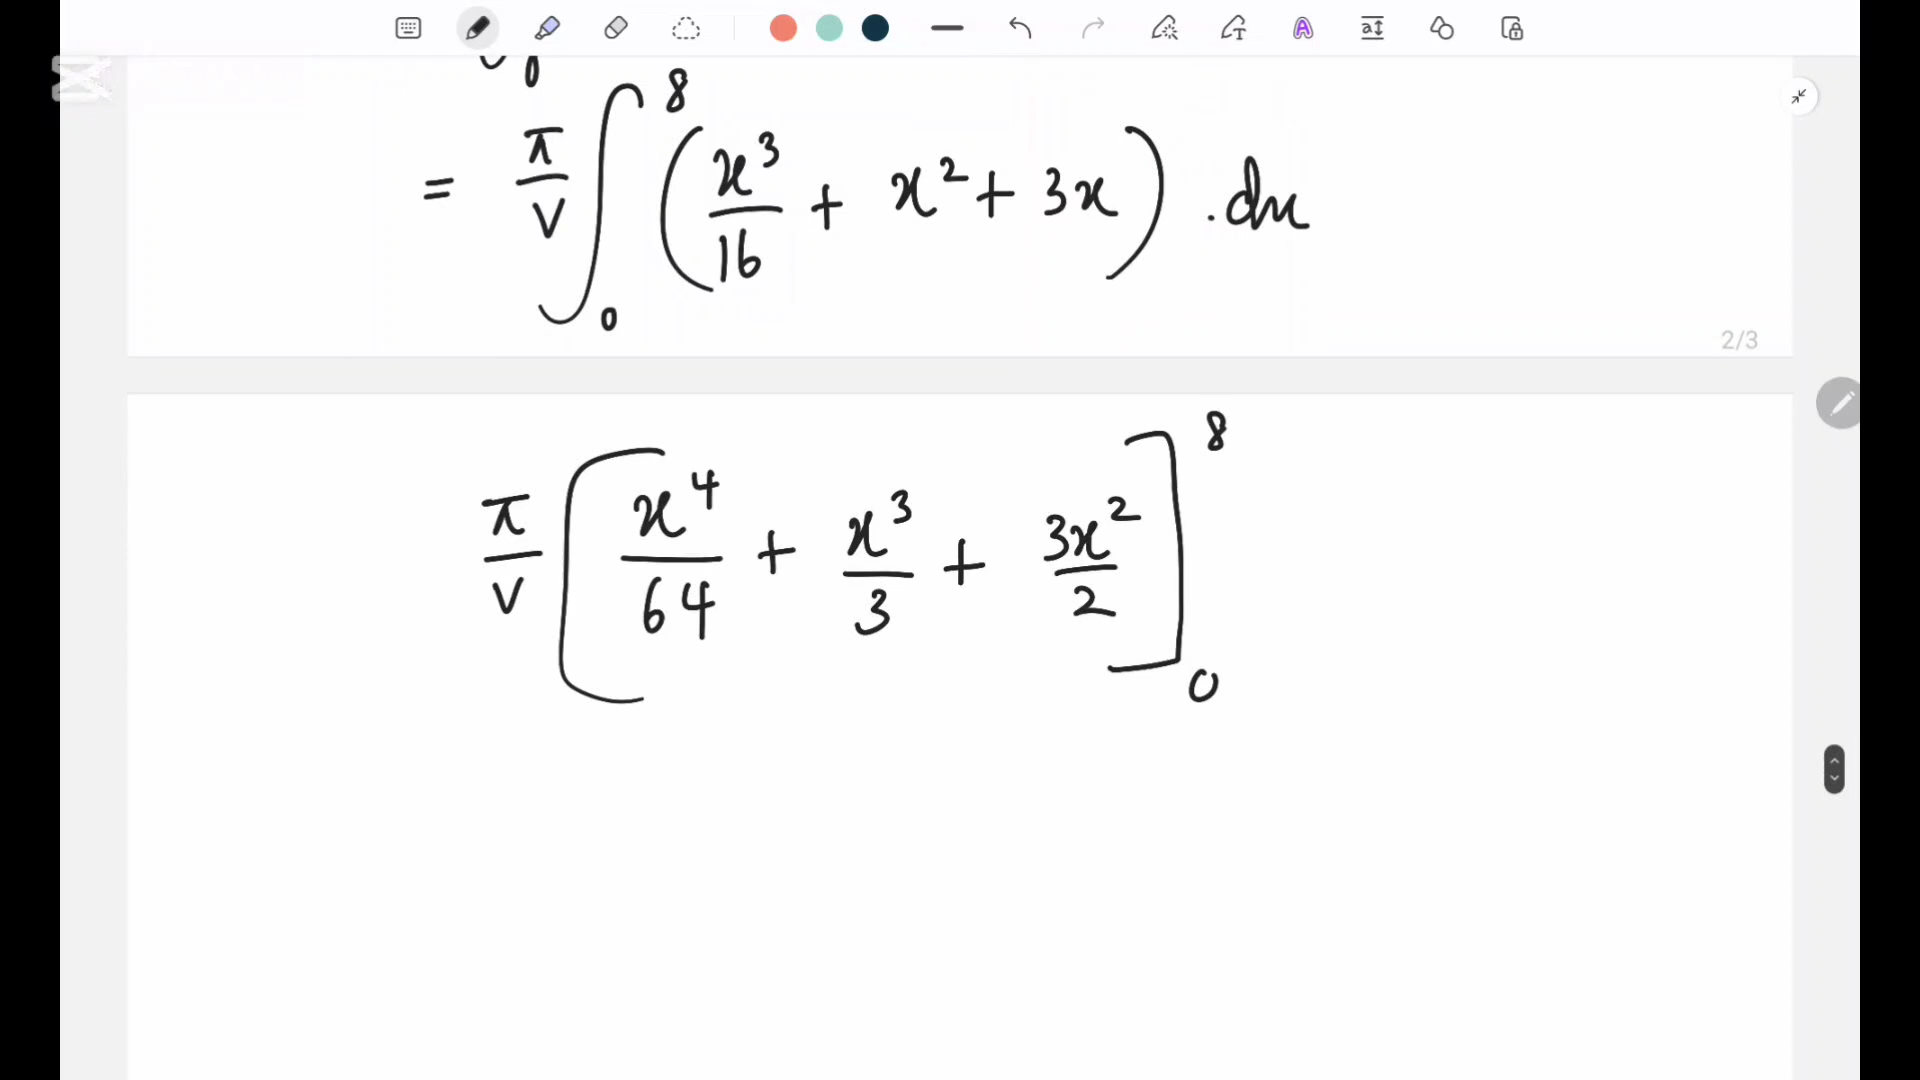 = π/V ∫₀⁸ (x³/16 + x² + 3x) . dx
2/3
π/V [x⁴/64 + x³/3 + 3x²/2]₀⁸